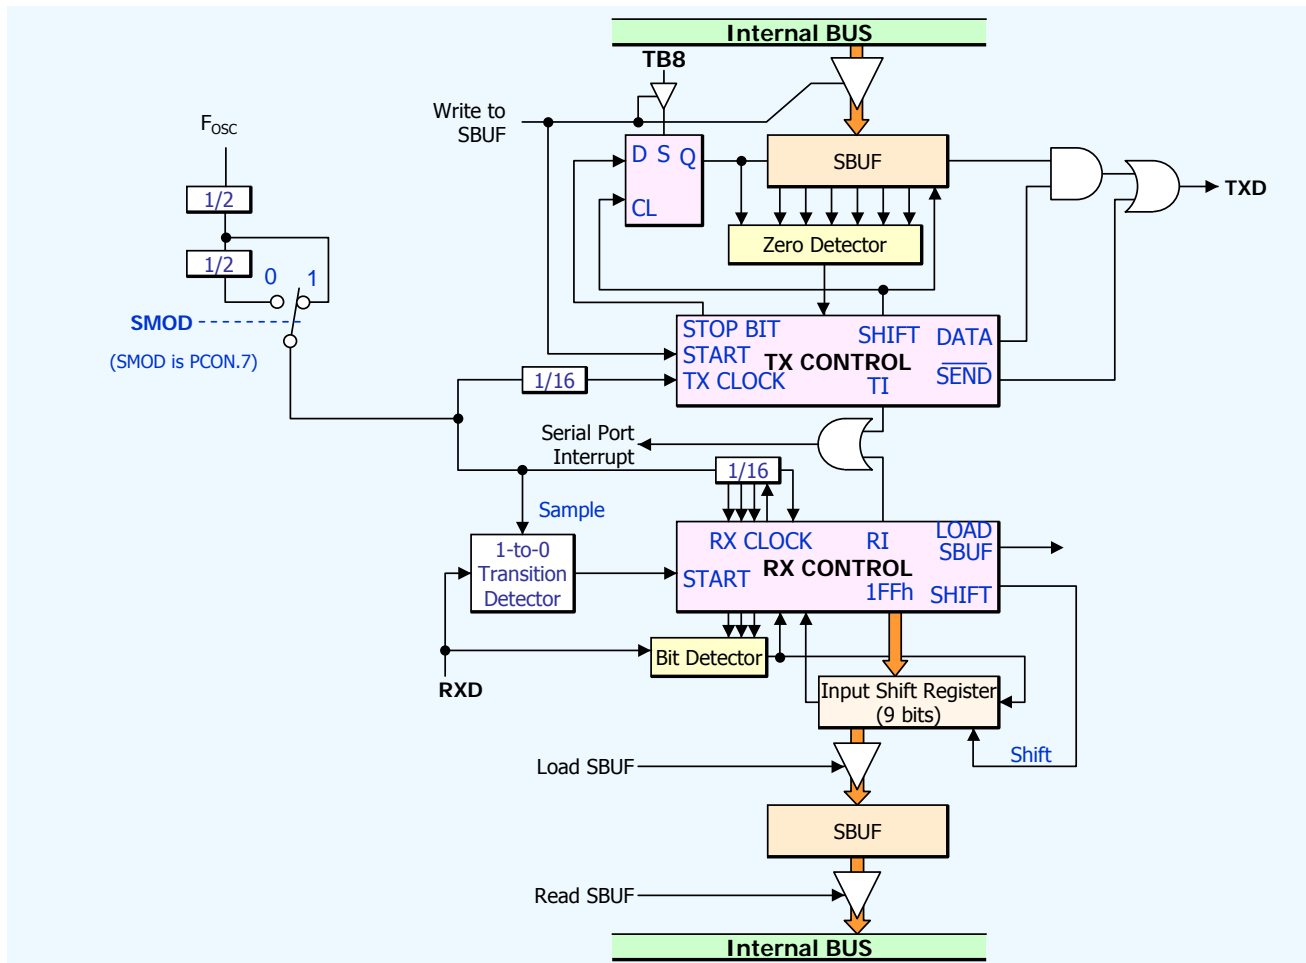 Internal BUS
TB8
Write to
SBUF
F_OSC
D S Q
CL
SBUF
TXD
1/2
Zero Detector
1/2
0
1
SMOD
(SMOD is PCON.7)
STOP BIT
SHIFT
DATA
START
TX CONTROL
TX CLOCK
TI
SEND
1/16
Serial Port
Interrupt
1/16
Sample
1-to-0
Transition
Detector
RX CLOCK
RI
LOAD
SBUF
START
RX CONTROL
1FFh
SHIFT
Bit Detector
RXD
Input Shift Register
(9 bits)
Shift
Load SBUF
SBUF
Read SBUF
Internal BUS